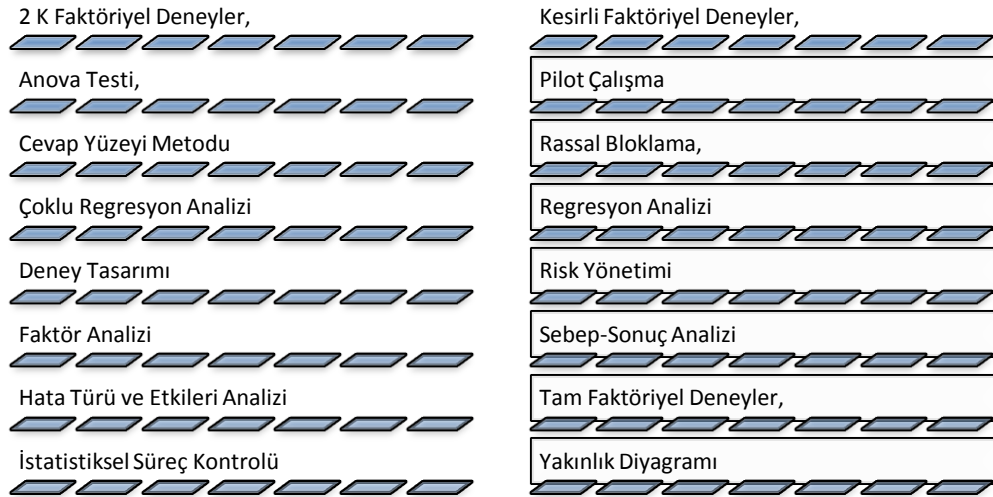 2 K Faktöriyel Deneyler,
Anova Testi,
Cevap Yüzeyi Metodu
Çoklu Regresyon Analizi
Deney Tasarımı
Faktör Analizi
Hata Türü ve Etkileri Analizi
İstatistiksel Süreç Kontrolü
Kesirli Faktöriyel Deneyler,
Pilot Çalışma
Rassal Bloklama,
Regresyon Analizi
Risk Yönetimi
Sebep-Sonuç Analizi
Tam Faktöriyel Deneyler,
Yakınlık Diyagramı